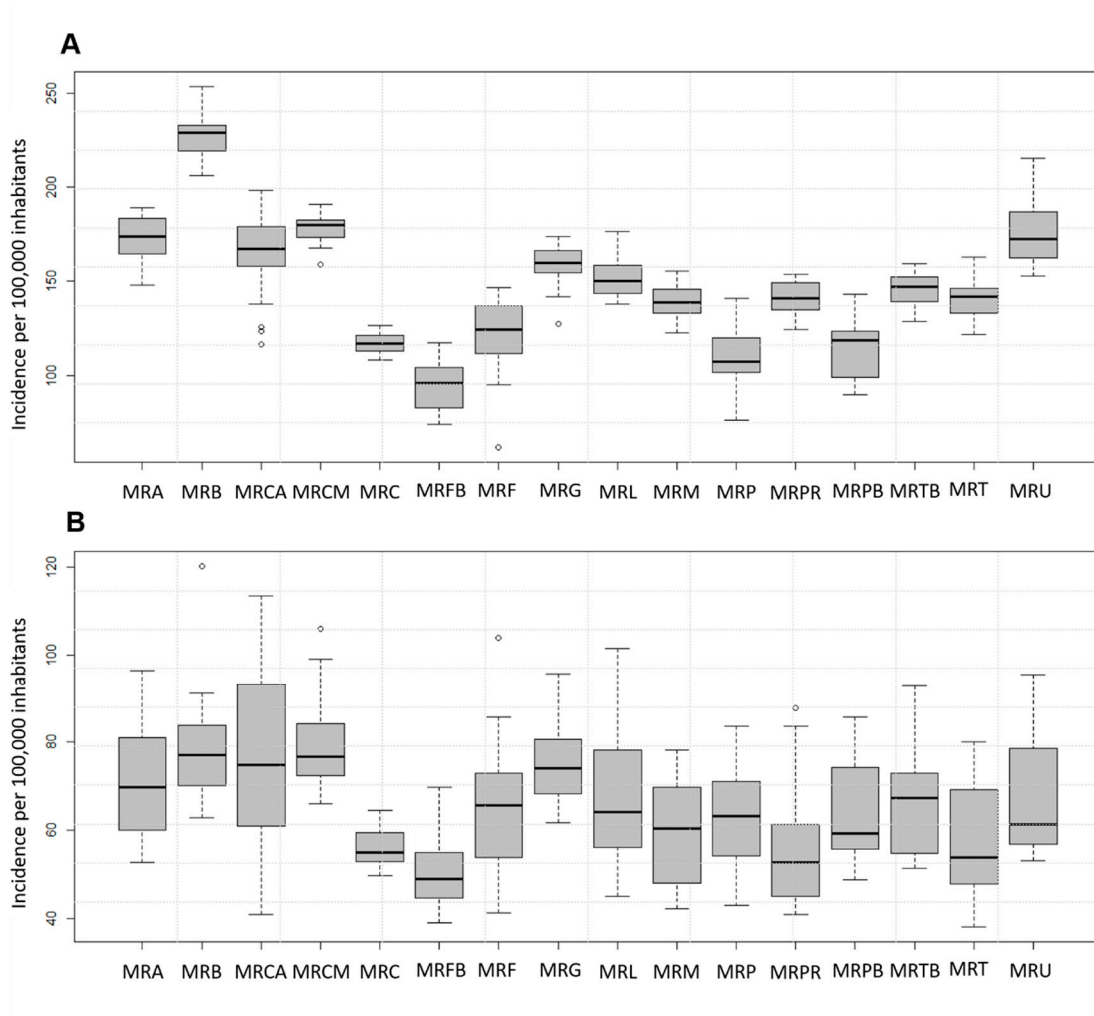 A
Incidence per 100,000 inhabitants
250
200
150
100
MRA MRB MRCA MRCM MRC MRFB MRF MRG MRL MRM MRP MRPR MRPB MRTB MRT MRU
B
Incidence per 100,000 inhabitants
120
100
80
60
40
MRA MRB MRCA MRCM MRC MRFB MRF MRG MRL MRM MRP MRPR MRPB MRTB MRT MRU